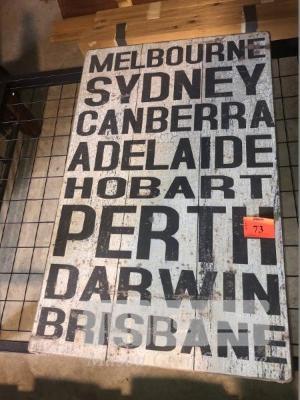 MELBOURNE
SYDNEY
CANBERRA
ADELAIDE
HOBART
PERTH
73
DARWIN
BRISBANE